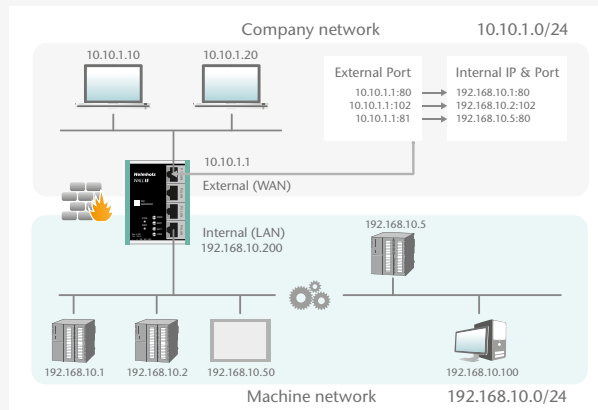 Company network 10.10.1.0/24
10.10.1.10 10.10.1.20
External Port Internal IP & Port
10.10.1.1:80 192.168.10.1:80
10.10.1.1:102 192.168.10.2:102
10.10.1.1:81 192.168.10.5:80
10.10.1.1
External (WAN)
Helmholz
WALL IE
Internal (LAN)
192.168.10.200
192.168.10.5
192.168.10.1 192.168.10.2 192.168.10.50 192.168.10.100
Machine network 192.168.10.0/24